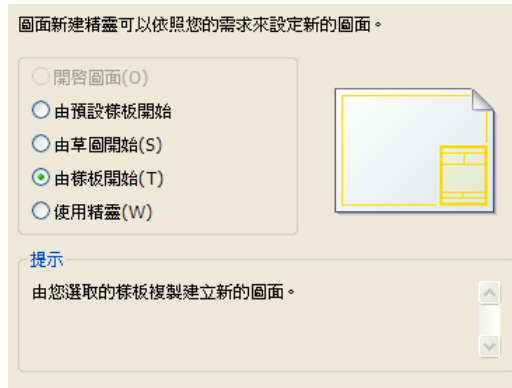 圖面新建精靈可以依照您的需求來設定新的圖面。
開啓圖面(O)
由預設樣板開始
由草圖開始(S)
由樣板開始(T)
使用精靈(W)
提示
由您選取的樣板複製建立新的圖面。